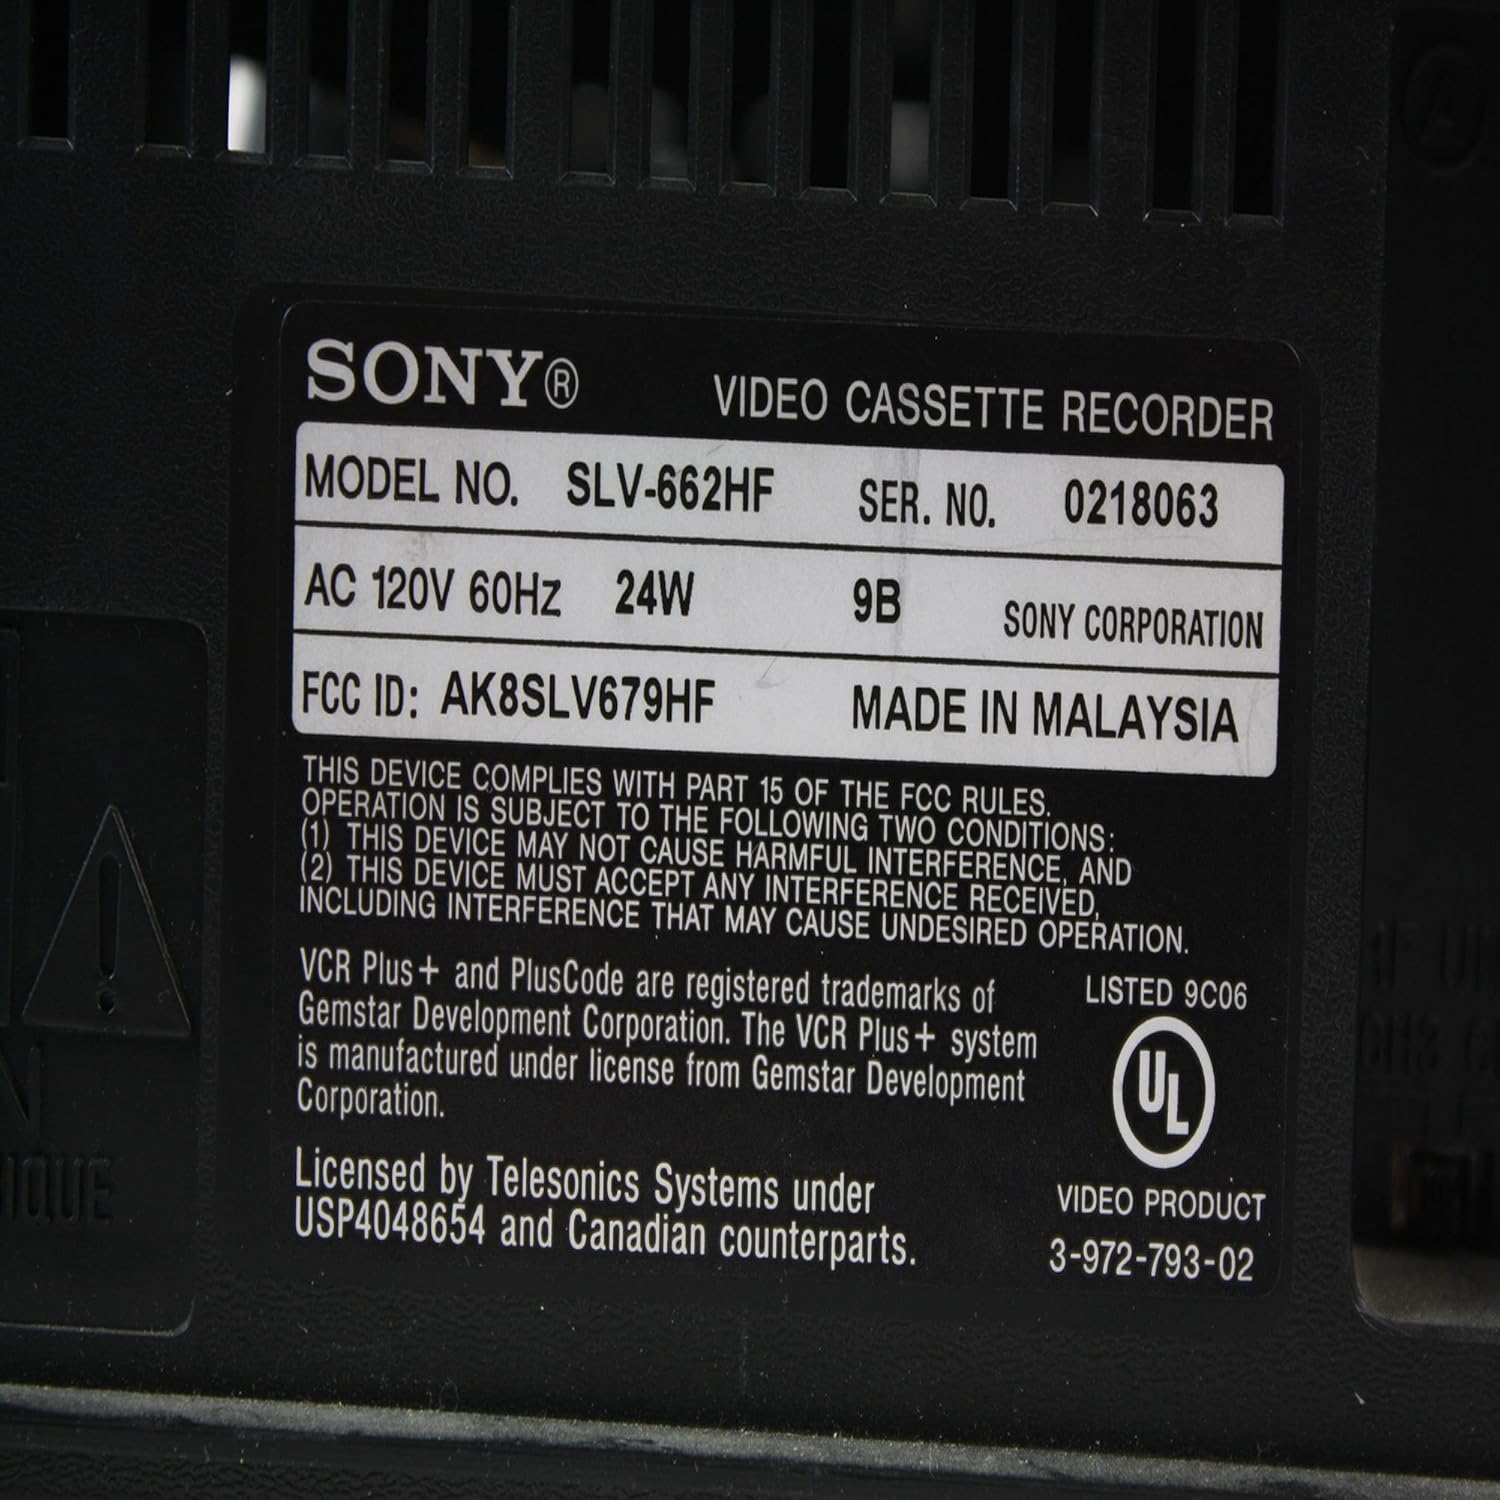 SONY® VIDEO CASSETTE RECORDER
MODEL NO. SLV-662HF SER. NO. 0218063
AC 120V 60Hz 24W 9B SONY CORPORATION
FCC ID: AK8SLV679HF MADE IN MALAYSIA
THIS DEVICE COMPLIES WITH PART 15 OF THE FCC RULES.
OPERATION IS SUBJECT TO THE FOLLOWING TWO CONDITIONS:
(1) THIS DEVICE MAY NOT CAUSE HARMFUL INTERFERENCE, AND
(2) THIS DEVICE MUST ACCEPT ANY INTERFERENCE RECEIVED,
INCLUDING INTERFERENCE THAT MAY CAUSE UNDESIRED OPERATION.
VCR Plus+ and PlusCode are registered trademarks of
Gemstar Development Corporation. The VCR Plus+ system
is manufactured under license from Gemstar Development
Corporation.
LISTED 9C06
UL
VIDEO PRODUCT
3-972-793-02
Licensed by Telesonics Systems under
USP4048654 and Canadian counterparts.